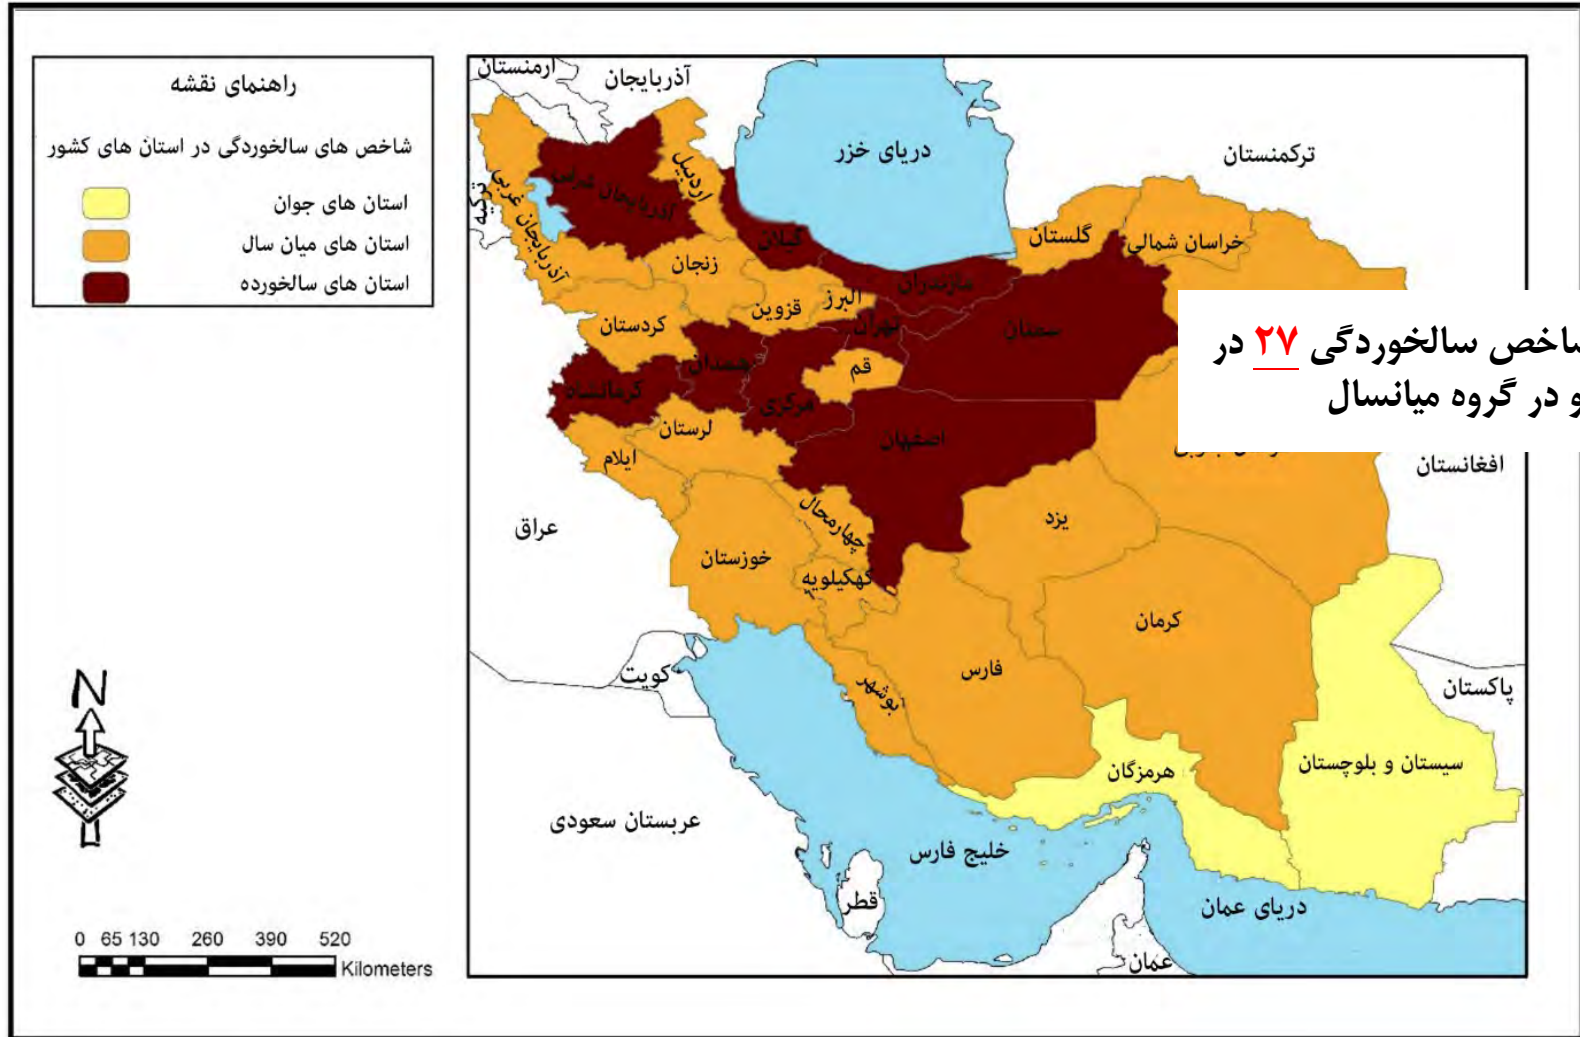 راهنمای نقشه
شاخص های سالخوردگی در استان های کشور
استان های جوان
استان های میان سال
استان های سالخورده
N
0 65 130 260 390 520
Kilometers
ارمنستان
آذربایجان
ترکیه
دریای خزر
ترکمنستان
آذربایجان غربی
آذربایجان شرقی
اردبیل
گیلان
زنجان
مازندران
گلستان
خراسان شمالی
کردستان
قزوین
البرز
تهران
سمنان
شاخص سالخوردگی ۲۷ در
و در گروه میانسال
همدان
کرمانشاه
مرکزی
قم
لرستان
ایلام
اصفهان
افغانستان
عراق
خوزستان
چهارمحال
کهکیلویه
یزد
کرمان
فارس
بوشهر
کویت
پاکستان
هرمزگان
سیستان و بلوچستان
عربستان سعودی
خلیج فارس
قطر
دریای عمان
عمان